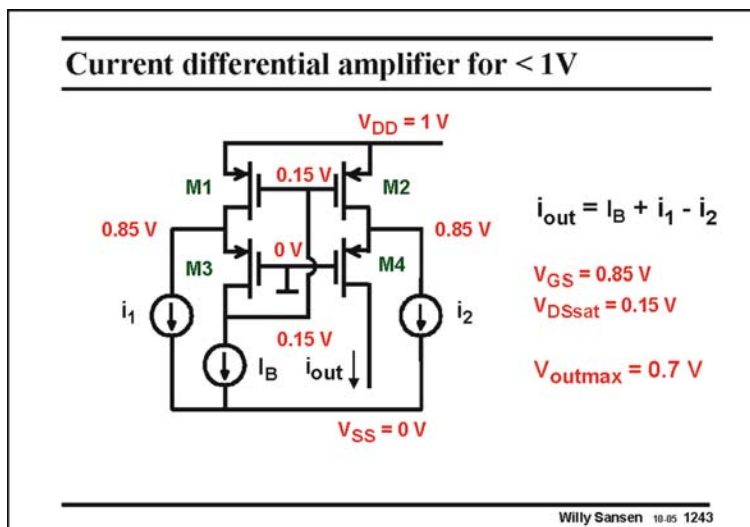 Current differential amplifier for < 1V
V_DD = 1 V
M1
0.15 V
M2
i_out = I_B + i_1 - i_2
0.85 V
0 V
0.85 V
M3
M4
V_GS = 0.85 V
V_DSsat = 0.15 V
i_1
0.15 V
i_2
I_B
i_out
V_outmax = 0.7 V
V_SS = 0 V
Willy Sansen 10-05 1243